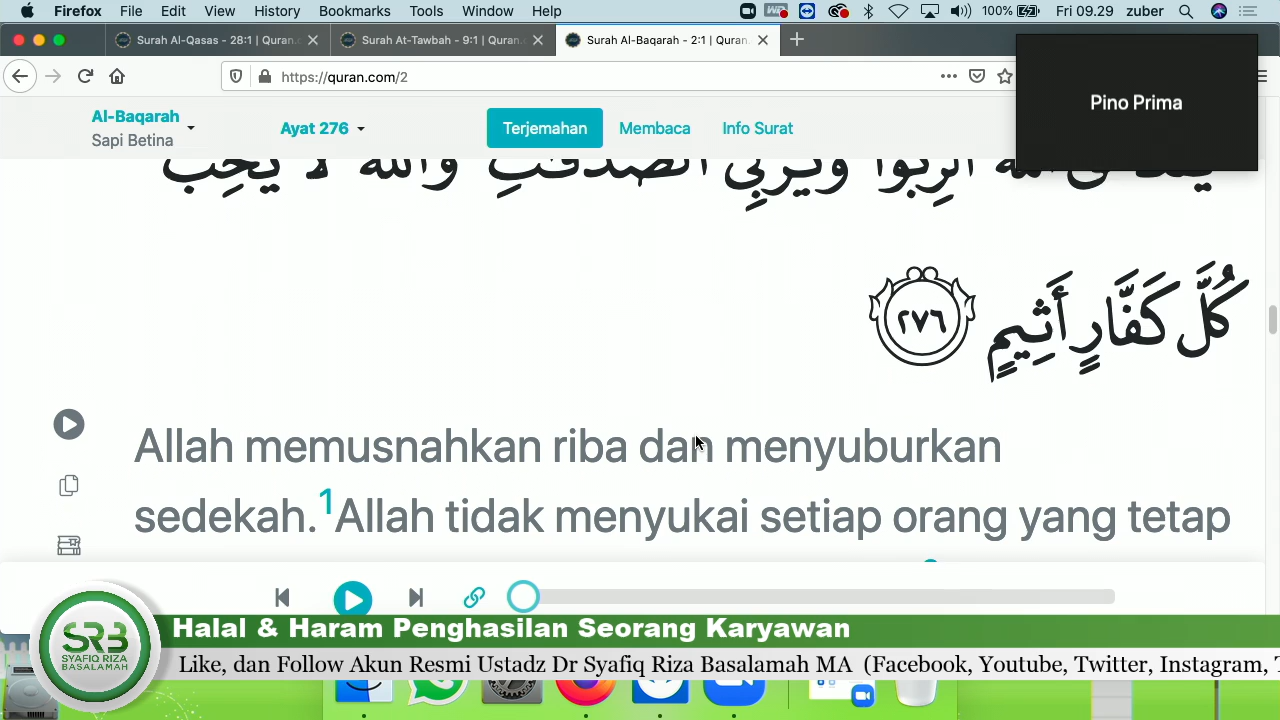 Firefox File Edit View History Bookmarks Tools Window Help 100% Fri 09.29 zuber
Surah Al-Qasas - 28:1 | Quran.c Surah At-Tawbah - 9:1 | Quran. Surah Al-Baqarah - 2:1 | Quran.
https://quran.com/2
Pino Prima
Al-Baqarah
Sapi Betina
Ayat 276
Terjemahan Membaca Info Surat
كُلَّ كَفَّارٍ أَثِيمٍ ٢٧٦
Allah memusnahkan riba dan menyuburkan
sedekah.1Allah tidak menyukai setiap orang yang tetap
SRB
SYAFIQ RIZA
BASALAMAH
Halal & Haram Penghasilan Seorang Karyawan
Like, dan Follow Akun Resmi Ustadz Dr Syafiq Riza Basalamah MA (Facebook, Youtube, Twitter, Instagram,